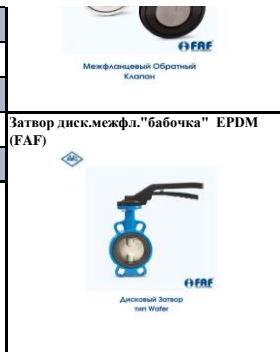 FAF
Межфланцевый Обратный
Клапан
Затвор диск.межфл."бабочка" EPDM
(FAF)
FAF
Дисковый Затвор
тип Wafer